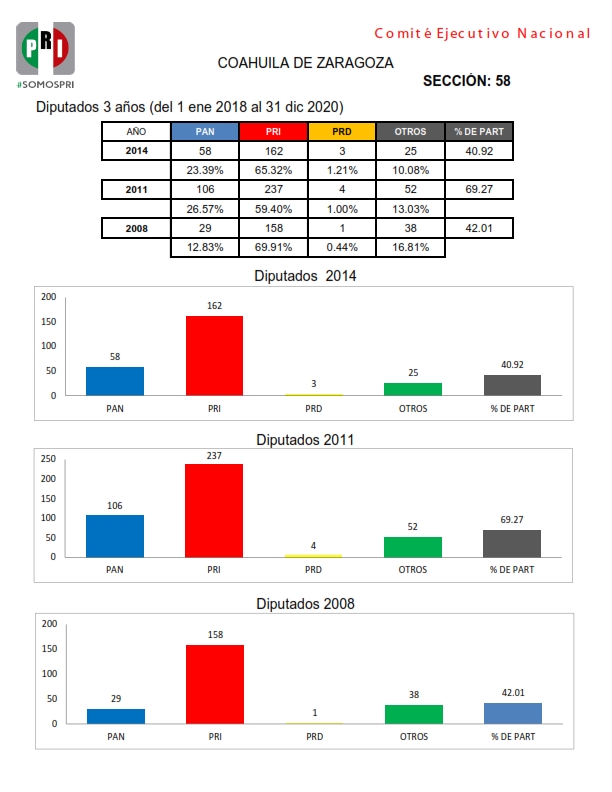 PRI
#SOMOSPRI
Comité Ejecutivo Nacional
COAHUILA DE ZARAGOZA
SECCIÓN: 58
Diputados 3 años (del 1 ene 2018 al 31 dic 2020)
AÑO PAN PRI PRD OTROS % DE PART
2014 58 162 3 25 40.92
23.39% 65.32% 1.21% 10.08%
2011 106 237 4 52 69.27
26.57% 59.40% 1.00% 13.03%
2008 29 158 1 38 42.01
12.83% 69.91% 0.44% 16.81%
Diputados 2014
200
162
150
100
58
50
40.92
25
3
0
PAN PRI PRD OTROS % DE PART
Diputados 2011
250
237
200
150
106
100
69.27
52
50
4
0
PAN PRI PRD OTROS % DE PART
Diputados 2008
200
158
150
100
50
42.01
38
29
1
0
PAN PRI PRD OTROS % DE PART